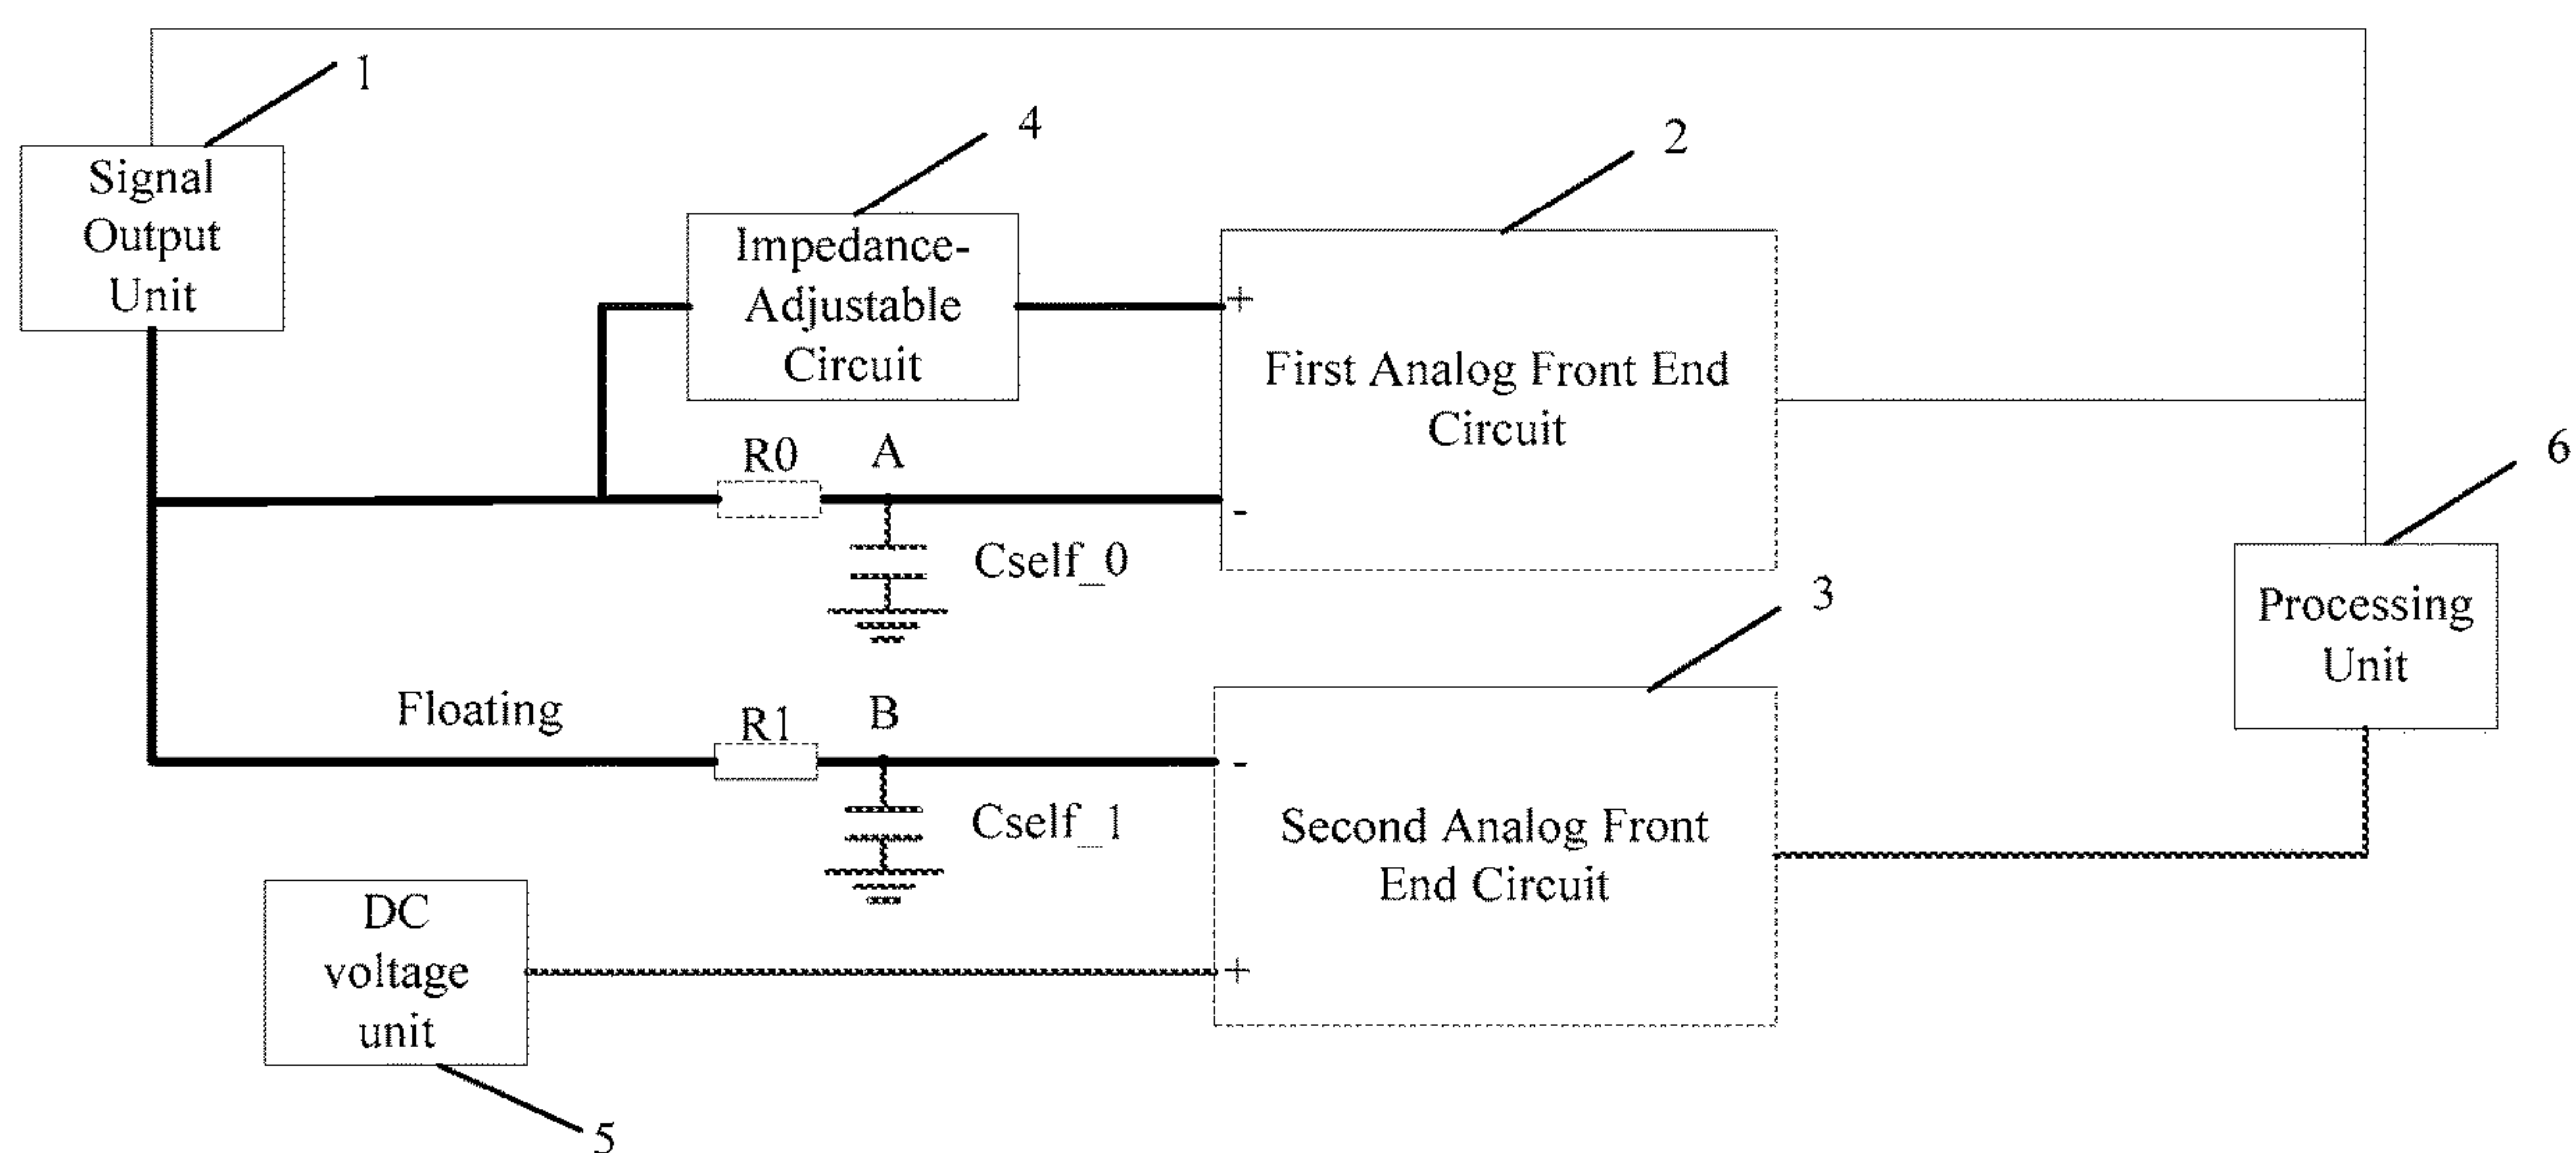 1
Signal
Output
Unit
4
Impedance-
Adjustable
Circuit
2
+
First Analog Front End
Circuit
-
R0
A
Cself_0
6
Processing
Unit
3
Floating
R1
B
-
Cself_1
Second Analog Front
End Circuit
+
DC
voltage
unit
5